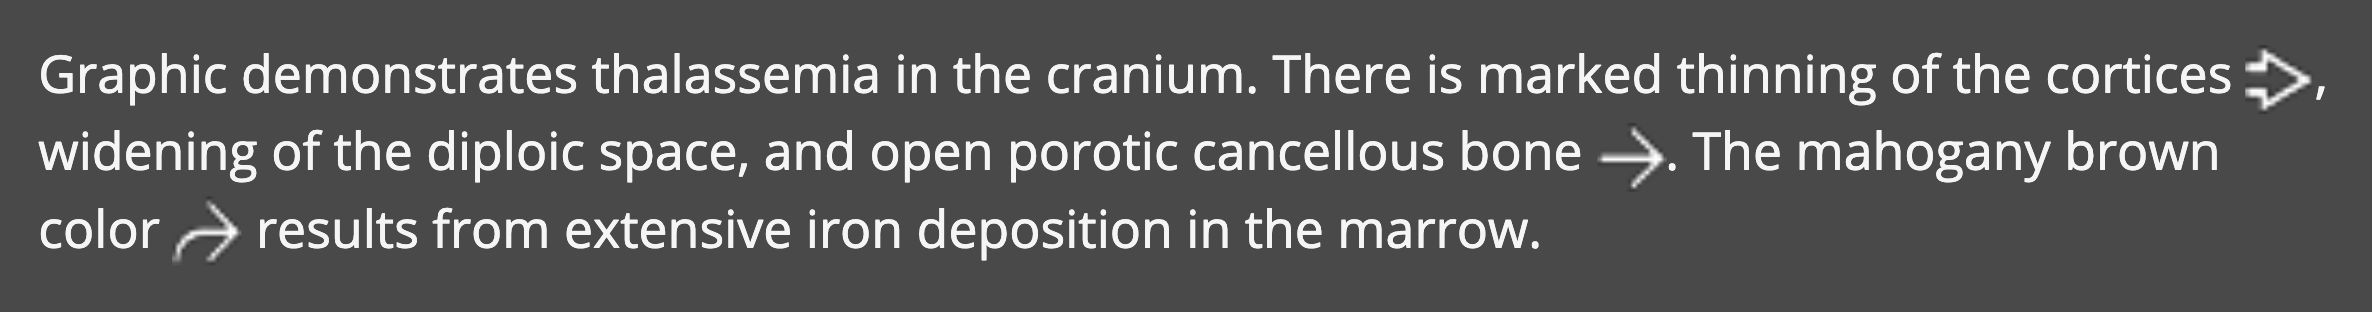 Graphic demonstrates thalassemia in the cranium. There is marked thinning of the cortices ,
widening of the diploic space, and open porotic cancellous bone . The mahogany brown
color results from extensive iron deposition in the marrow.